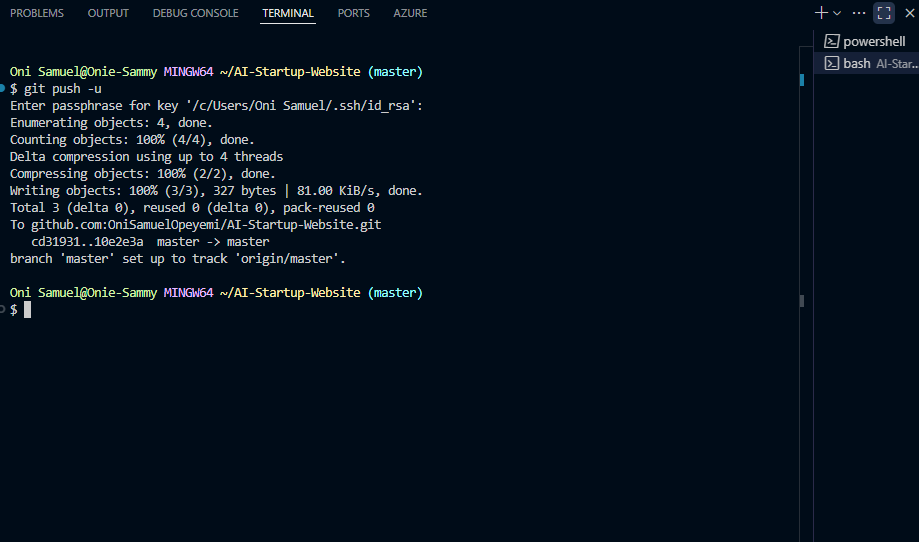 PROBLEMS OUTPUT DEBUG CONSOLE TERMINAL PORTS AZURE
powershell
bash AI-Star...
Oni Samuel@Onie-Sammy MINGW64 ~/AI-Startup-Website (master)
$ git push -u
Enter passphrase for key '/c/Users/Oni Samuel/.ssh/id_rsa':
Enumerating objects: 4, done.
Counting objects: 100% (4/4), done.
Delta compression using up to 4 threads
Compressing objects: 100% (2/2), done.
Writing objects: 100% (3/3), 327 bytes | 81.00 KiB/s, done.
Total 3 (delta 0), reused 0 (delta 0), pack-reused 0
To github.com:OniSamuelOpeyemi/AI-Startup-Website.git
cd31931..10e2e3a master -> master
branch 'master' set up to track 'origin/master'.
Oni Samuel@Onie-Sammy MINGW64 ~/AI-Startup-Website (master)
$